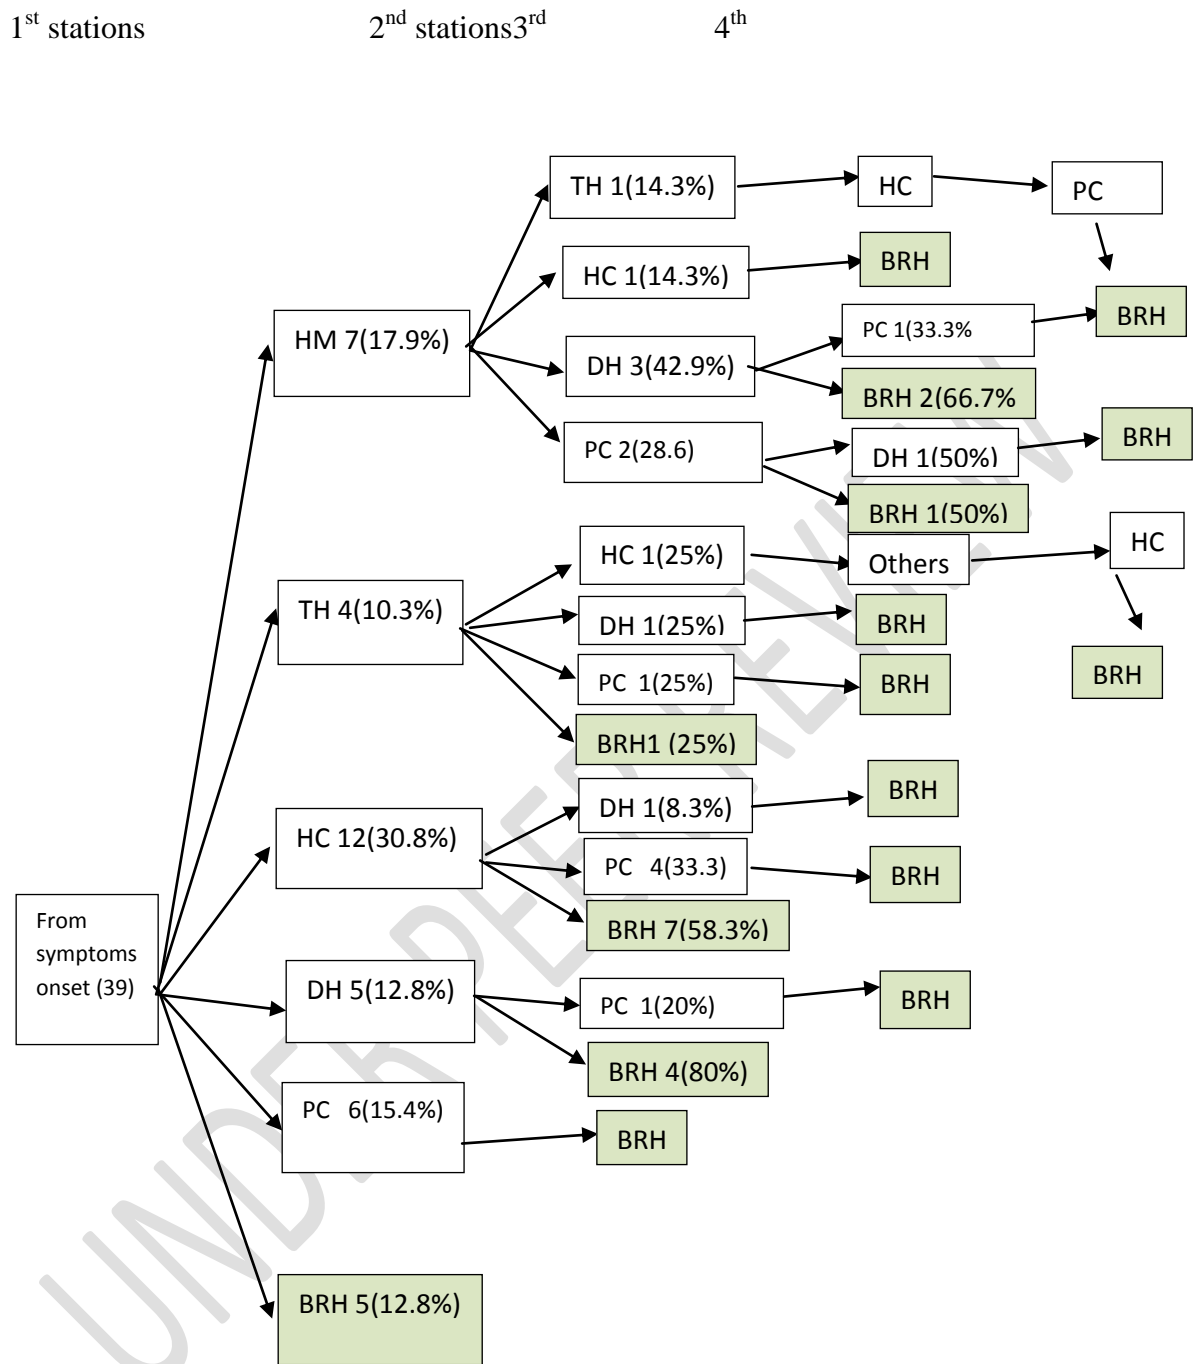 1st stations 2nd stations3rd 4th
TH 1(14.3%)
HC
PC
HC 1(14.3%)
BRH
BRH
HM 7(17.9%)
PC 1(33.3%
DH 3(42.9%)
BRH 2(66.7%
PC 2(28.6)
DH 1(50%)
BRH
BRH 1(50%)
HC 1(25%)
Others
HC
TH 4(10.3%)
DH 1(25%)
BRH
PC 1(25%)
BRH
BRH
BRH1 (25%)
DH 1(8.3%)
BRH
HC 12(30.8%)
PC 4(33.3)
BRH
BRH 7(58.3%)
From
symptoms
onset (39)
DH 5(12.8%)
PC 1(20%)
BRH
BRH 4(80%)
PC 6(15.4%)
BRH
BRH 5(12.8%)
UNDER PEER REVIEW